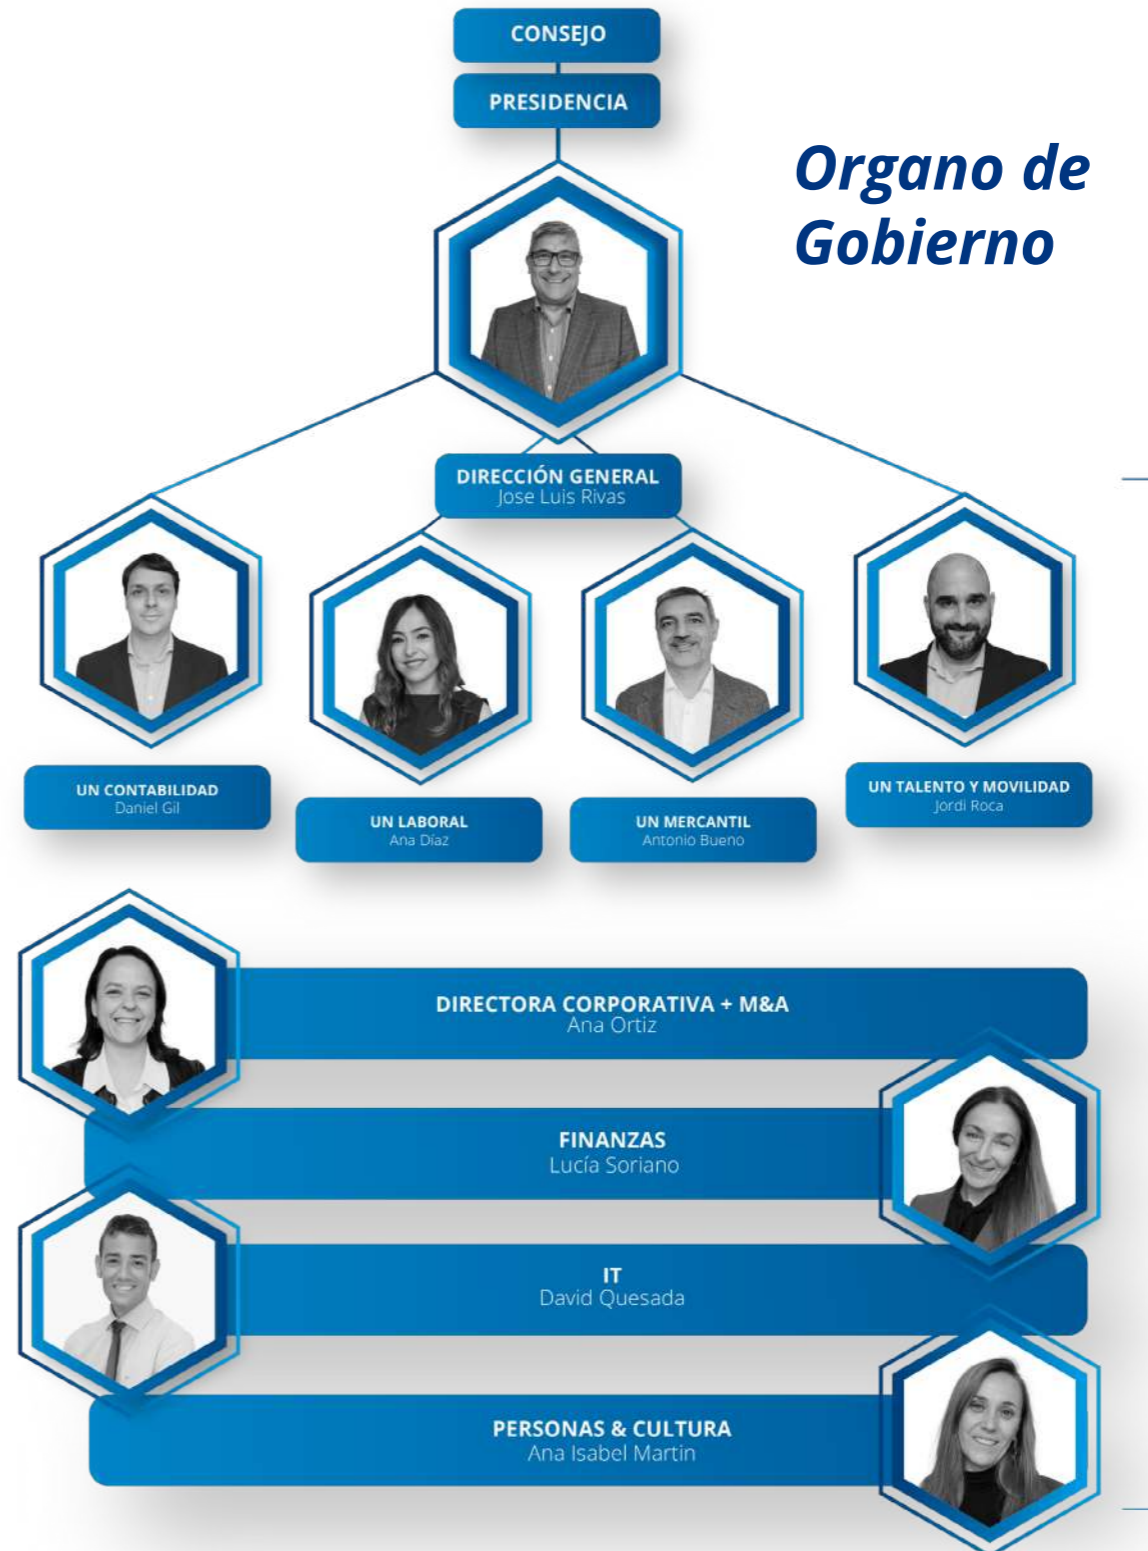 CONSEJO
PRESIDENCIA
Organo de
Gobierno
DIRECCIÓN GENERAL
Jose Luis Rivas
UN CONTABILIDAD
Daniel Gil
UN LABORAL
Ana Díaz
UN MERCANTIL
Antonio Bueno
UN TALENTO Y MOVILIDAD
Jordi Roca
DIRECTORA CORPORATIVA + M&A
Ana Ortiz
FINANZAS
Lucía Soriano
IT
David Quesada
PERSONAS & CULTURA
Ana Isabel Martin